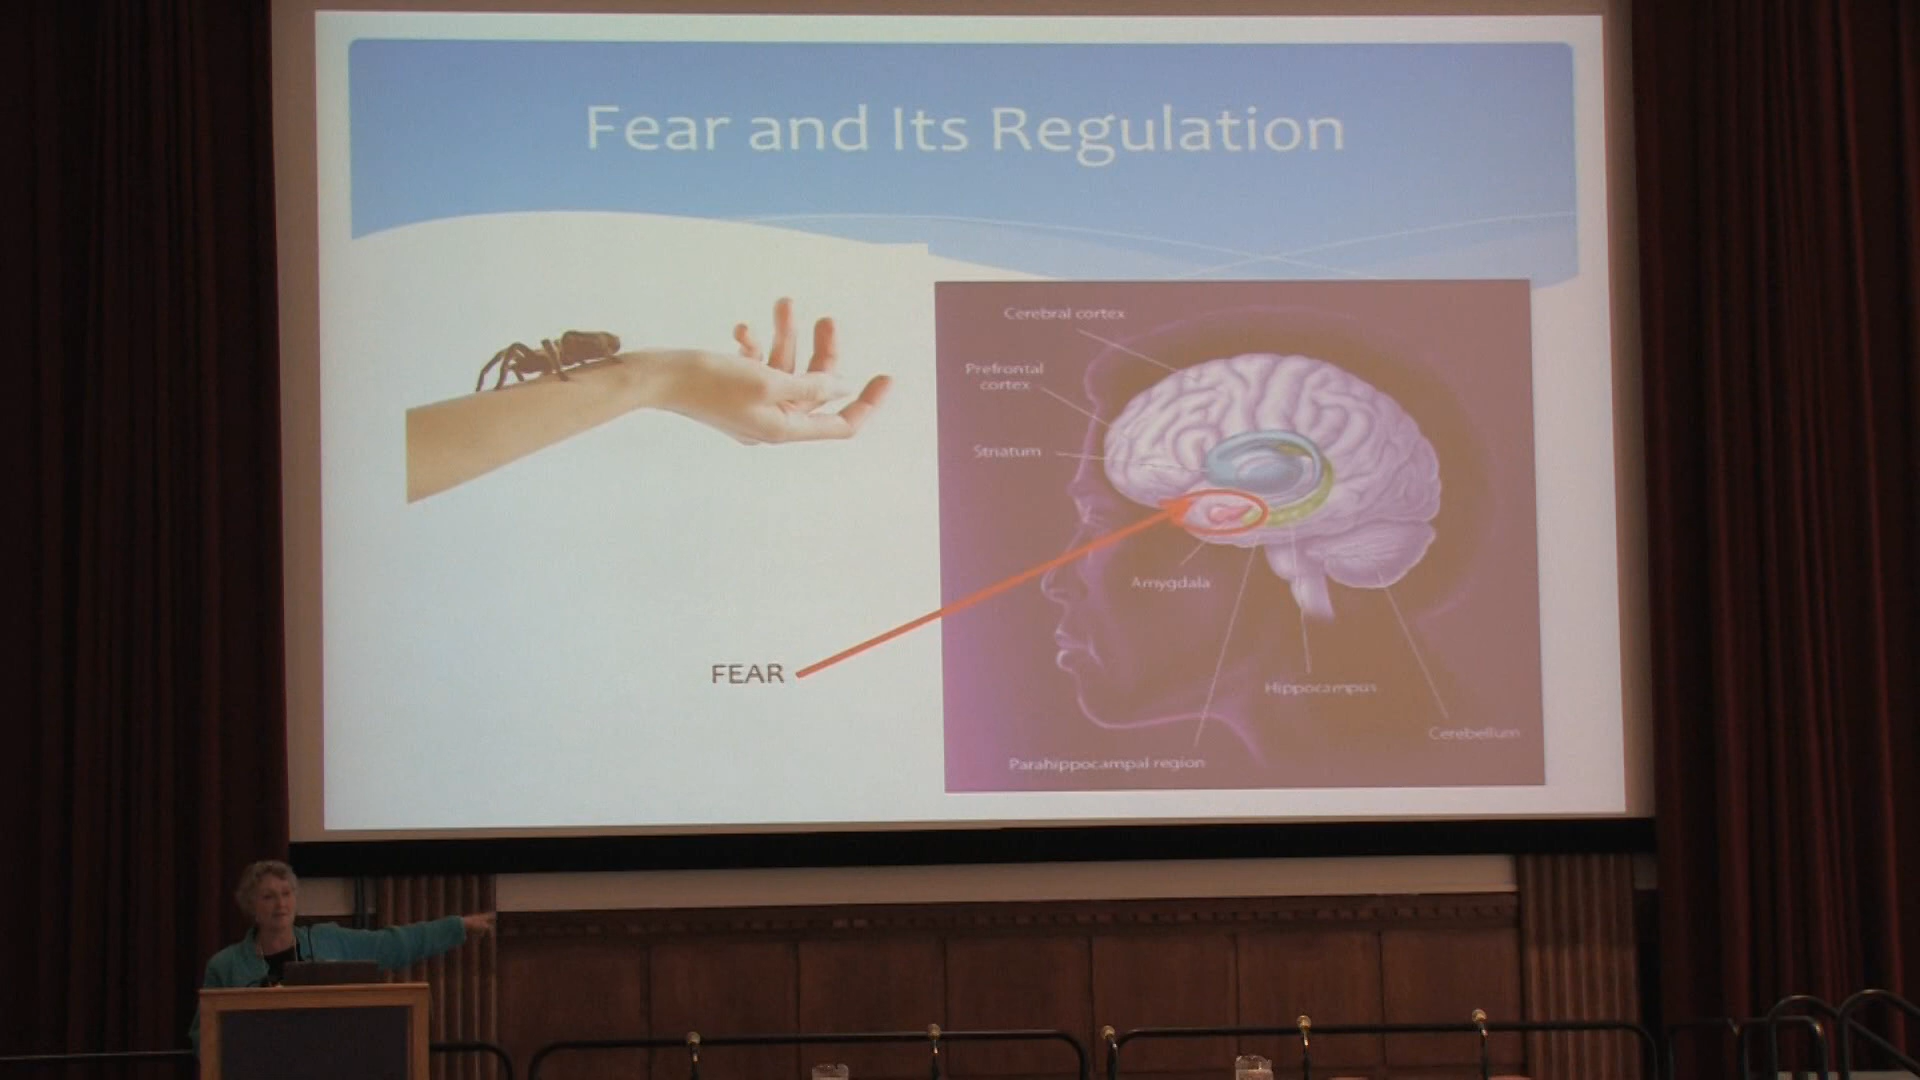 Fear and Its Regulation
Cerebral cortex
Prefrontal
cortex
Striatum
Amygdala
FEAR
Hippocampus
Cerebellum
Parahippocampal region